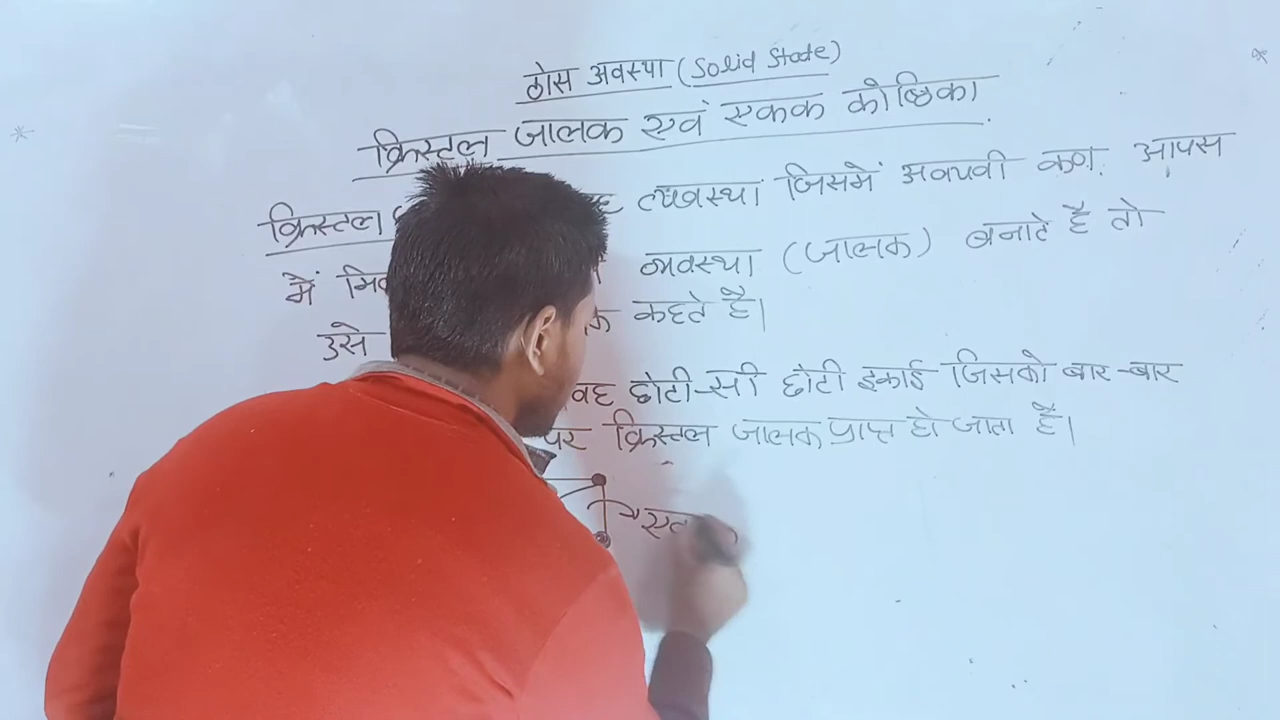 ठोस अवस्था (Solid State)
क्रिस्टल जालक एवं एकक कोष्ठिका
क्रिस्टल व्यवस्था जिसमें अवयवी कण आपस
में व्यवस्था (जालक) बनाते है तो
उसे कहते है।
वह छोटी-सी छोटी इकाई जिसको बार-बार
पर क्रिस्टल जालक प्राप्त हो जाता है।